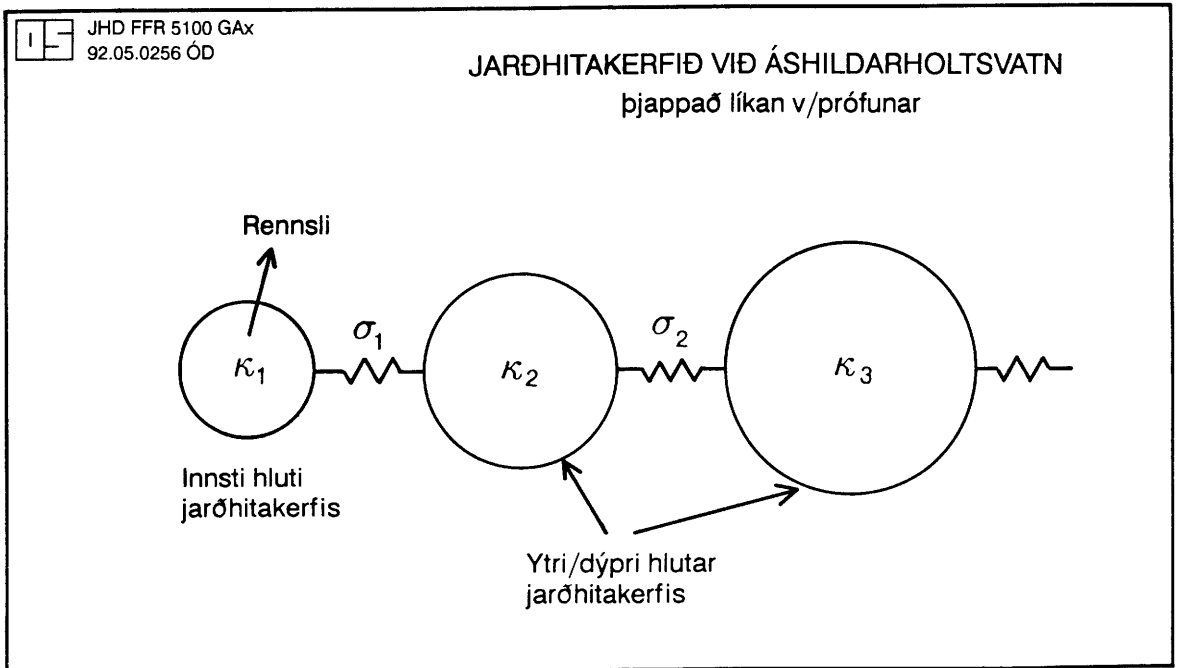 OS JHD FFR 5100 GAx
92.05.0256 ÓD
JARÐHITAKERFIÐ VIÐ ÁSHILDARHOLTSVATN
þjappað líkan v/prófunar
Rennsli
σ1
σ2
κ1
κ2
κ3
Innsti hluti
jarðhitakerfis
Ytri/dýpri hlutar
jarðhitakerfis